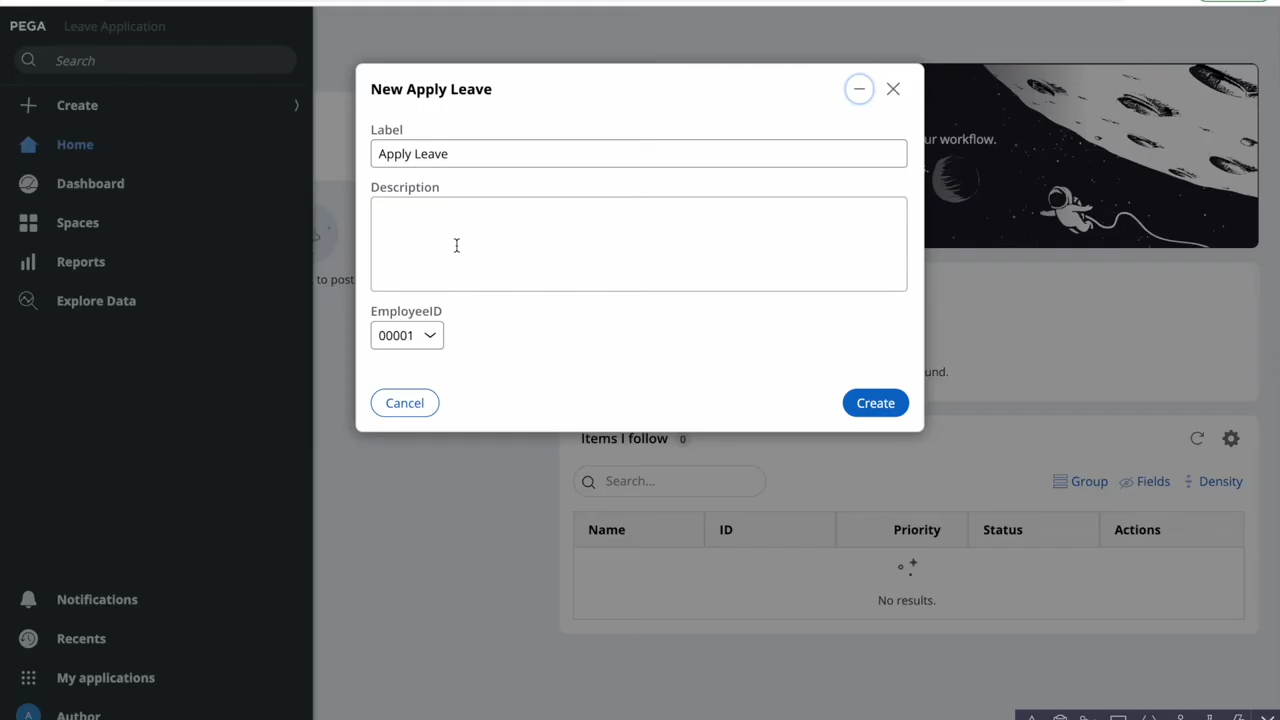 PEGA Leave Application
Search
Create
Home
Dashboard
Spaces
Reports
Explore Data
Notifications
Recents
My applications
A Author
New Apply Leave
Label
Apply Leave
Description
EmployeeID
00001
Cancel Create
ur workflow.
to post
und.
Items I follow 0
Search... Group Fields Density
Name ID Priority Status Actions
No results.